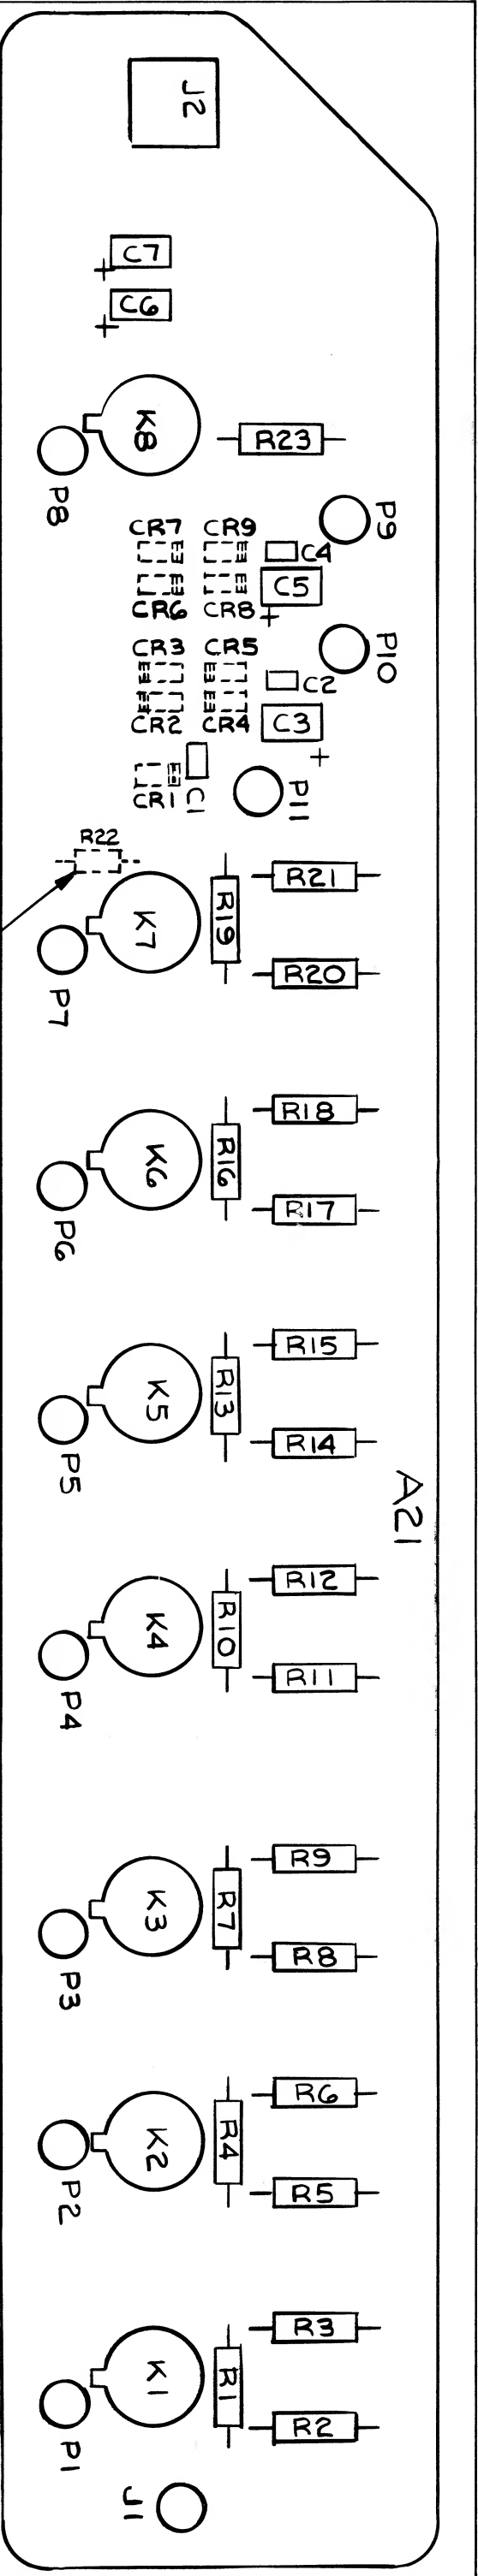 J2
C7
+
C6
+
K8
R23
P8
P9
CR7 CR9
C4
C5
CR6 CR8 +
CR3 CR5
P10
C2
C3
CR2 CR4
+
CR1
C1
P11
R22
K7
R19
R21
R20
P7
R18
K6
R16
R17
P6
R15
K5
R13
R14
P5
A21
R12
K4
R10
R11
P4
R9
K3
R7
R8
P3
R6
K2
R4
R5
P2
R3
K1
R1
R2
P1
J1